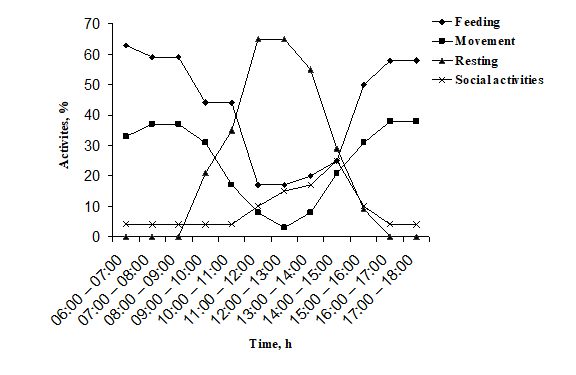 70
60
50
40
30
20
10
0
Activites, %
Feeding
Movement
Resting
Social activities
06:00 – 07:00
07:00 – 08:00
08:00 – 09:00
09:00 – 10:00
10:00 – 11:00
11:00 – 12:00
12:00 – 13:00
13:00 – 14:00
14:00 – 15:00
15:00 – 16:00
16:00 – 17:00
17:00 – 18:00
Time, h